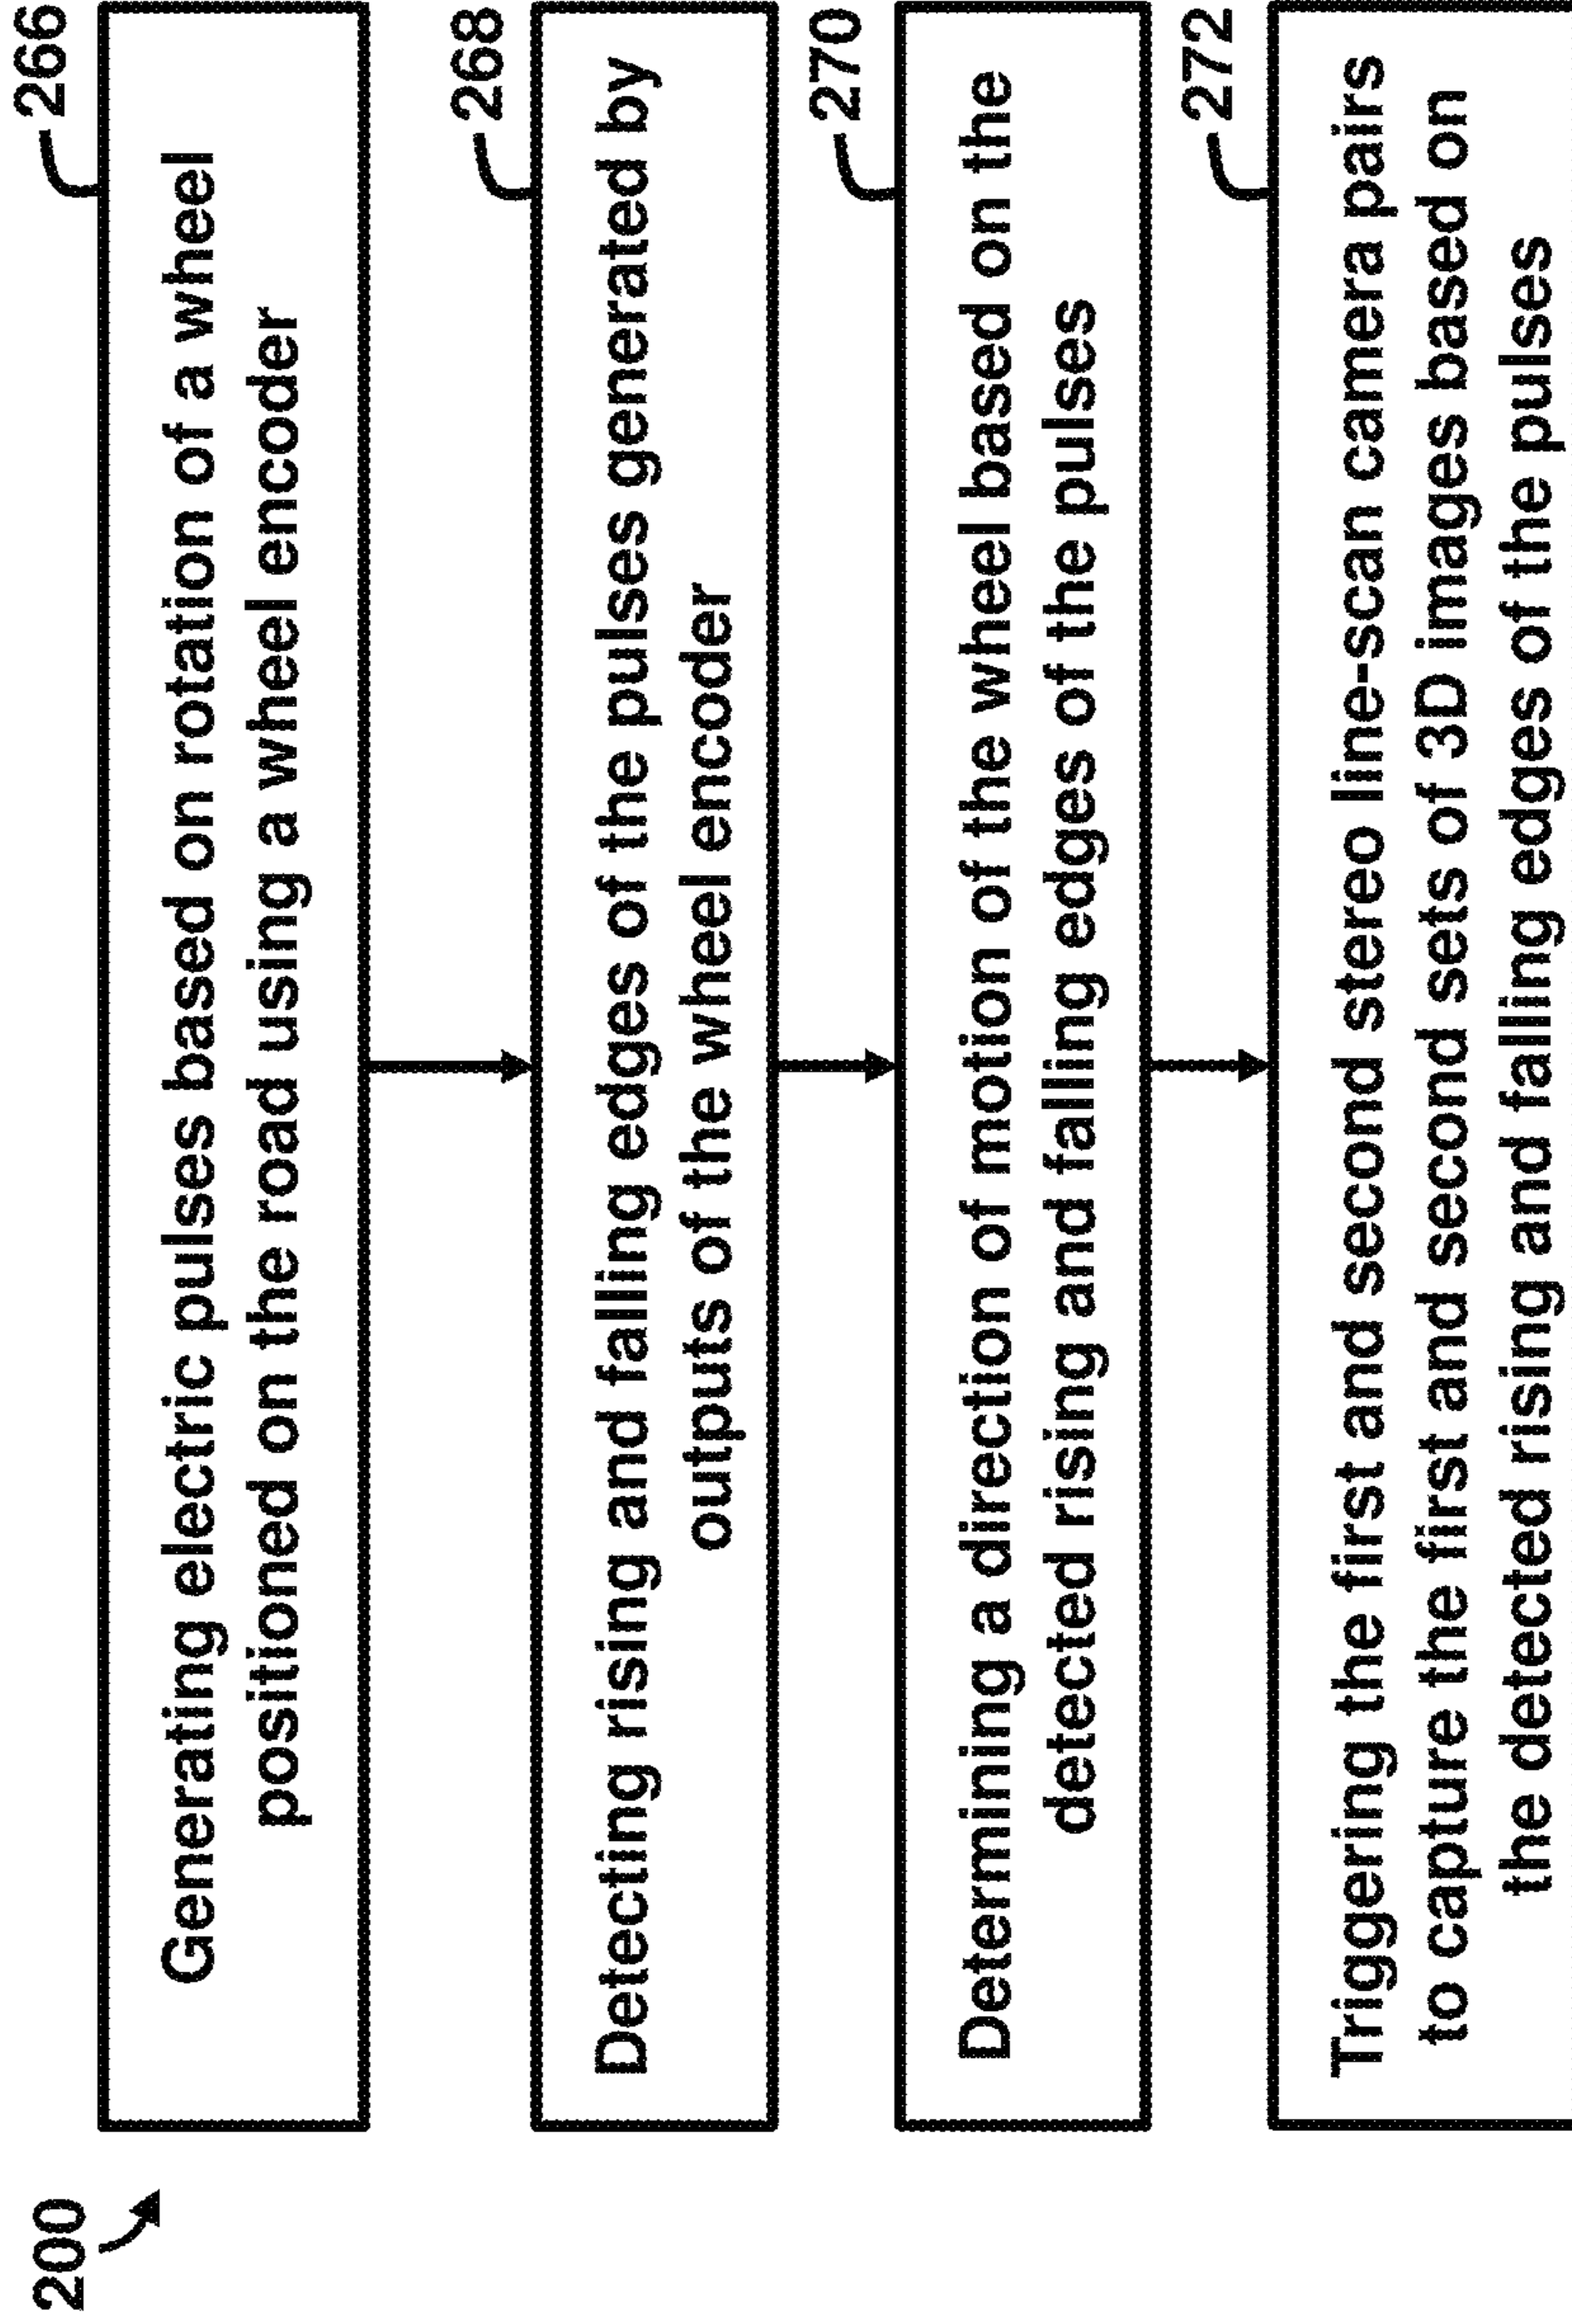 200
266
Generating electric pulses based on rotation of a wheel
positioned on the road using a wheel encoder
268
Detecting rising and falling edges of the pulses generated by
outputs of the wheel encoder
270
Determining a direction of motion of the wheel based on the
detected rising and falling edges of the pulses
272
Triggering the first and second stereo line-scan camera pairs
to capture the first and second sets of 3D images based on
the detected rising and falling edges of the pulses